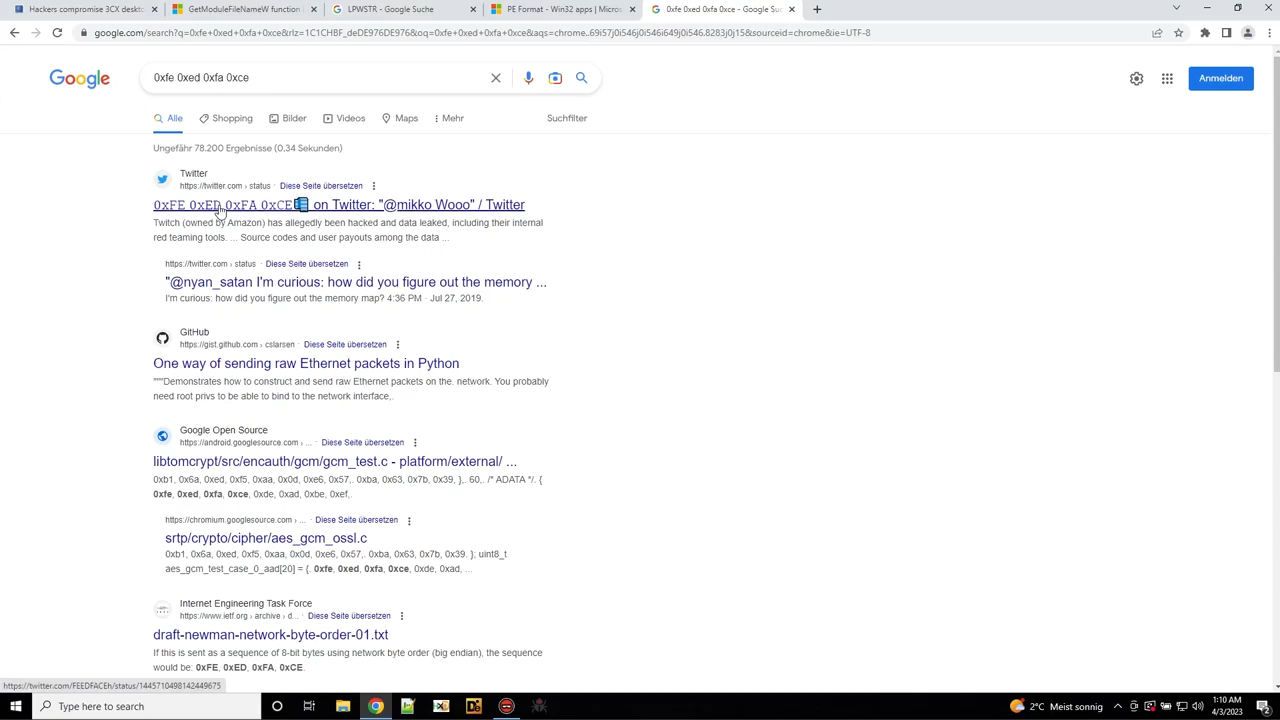 Hackers compromise 3CX deskto
GetModuleFileNameW function (
LPWSTR - Google Suche
PE Format - Win32 apps | Micros
0xfe 0xed 0xfa 0xce - Google Suc
google.com/search?q=0xfe+0xed+0xfa+0xce&rlz=1C1CHBF_deDE976DE976&oq=0xfe+0xed+0xfa+0xce&aqs=chrome..69i57j0i546j0i546i649j0i546.8283j0j15&sourceid=chrome&ie=UTF-8
Google
0xfe 0xed 0xfa 0xce
Anmelden
Alle
Shopping
Bilder
Videos
Maps
Mehr
Suchfilter
Ungefähr 78.200 Ergebnisse (0,34 Sekunden)
Twitter
https://twitter.com › status · Diese Seite übersetzen
0xFE 0xED 0xFA 0xCE on Twitter: "@mikko Wooo" / Twitter
Twitch (owned by Amazon) has allegedly been hacked and data leaked, including their internal
red teaming tools. ... Source codes and user payouts among the data ...
https://twitter.com › status · Diese Seite übersetzen
"@nyan_satan I'm curious: how did you figure out the memory ...
I'm curious: how did you figure out the memory map? 4:36 PM · Jul 27, 2019.
GitHub
https://gist.github.com › cslarsen · Diese Seite übersetzen
One way of sending raw Ethernet packets in Python
"""Demonstrates how to construct and send raw Ethernet packets on the. network. You probably
need root privs to be able to bind to the network interface,.
Google Open Source
https://android.googlesource.com › ... · Diese Seite übersetzen
libtomcrypt/src/encauth/gcm/gcm_test.c - platform/external/ ...
0xb1, 0x6a, 0xed, 0xf5, 0xaa, 0x0d, 0xe6, 0x57,. 0xba, 0x63, 0x7b, 0x39, },. 60,. /* ADATA */. {
0xfe, 0xed, 0xfa, 0xce, 0xde, 0xad, 0xbe, 0xef,.
https://chromium.googlesource.com › ... · Diese Seite übersetzen
srtp/crypto/cipher/aes_gcm_ossl.c
0xb1, 0x6a, 0xed, 0xf5, 0xaa, 0x0d, 0xe6, 0x57,. 0xba, 0x63, 0x7b, 0x39. }; uint8_t
aes_gcm_test_case_0_aad[20] = {. 0xfe, 0xed, 0xfa, 0xce, 0xde, 0xad, ...
Internet Engineering Task Force
https://www.ietf.org › archive › d... · Diese Seite übersetzen
draft-newman-network-byte-order-01.txt
If this is sent as a sequence of 8-bit bytes using network byte order (big endian), the sequence
would be: 0xFE, 0xED, 0xFA, 0xCE.
https://twitter.com/FEEDFACEh/status/1445710498142449675
Type here to search
2°C Meist sonnig
1:10 AM
4/3/2023
2